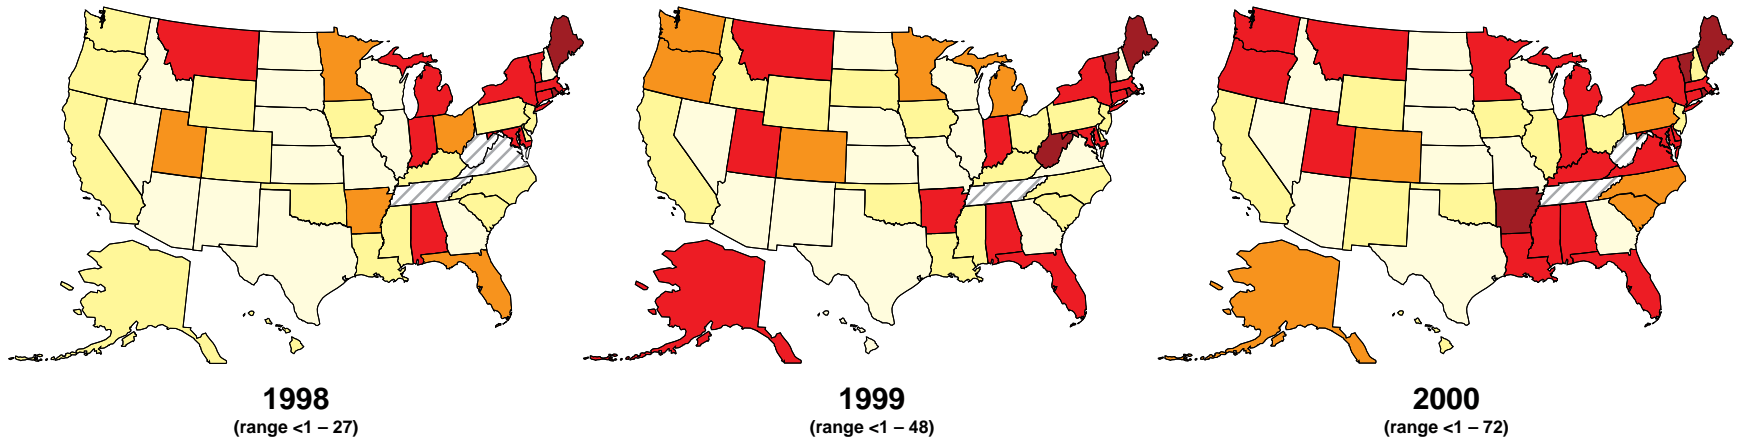 1998
(range <1 – 27)
1999
(range <1 – 48)
2000
(range <1 – 72)